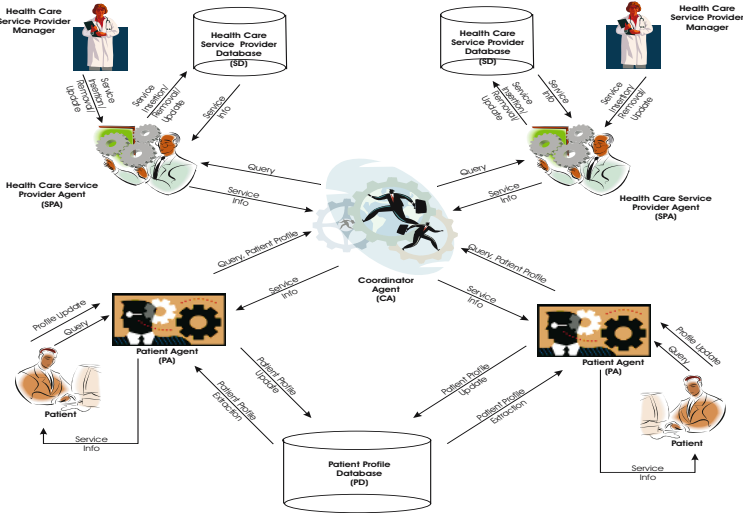 Health Care
Service Provider
Manager
Health Care
Service Provider
Database
(SD)
Health Care
Service Provider
Database
(SD)
Health Care
Service Provider
Manager
Service
Insertion/
Removal/
Update
Service
Insertion/
Removal/
Update
Service
Info
Service
Insertion/
Removal/
Update
Service
Info
Service
Insertion/
Removal/
Update
Health Care Service
Provider Agent
(SPA)
Query
Service
Info
Query
Service
Info
Health Care Service
Provider Agent
(SPA)
Query, Patient Profile
Service
Info
Coordinator
Agent
(CA)
Query, Patient Profile
Service
Info
Profile Update
Query
Patient Agent
(PA)
Patient Agent
(PA)
Profile Update
Query
Patient
Service
Info
Patient Profile
Update
Patient Profile
Extraction
Patient Profile
Update
Patient Profile
Extraction
Patient
Service
Info
Patient Profile
Database
(PD)